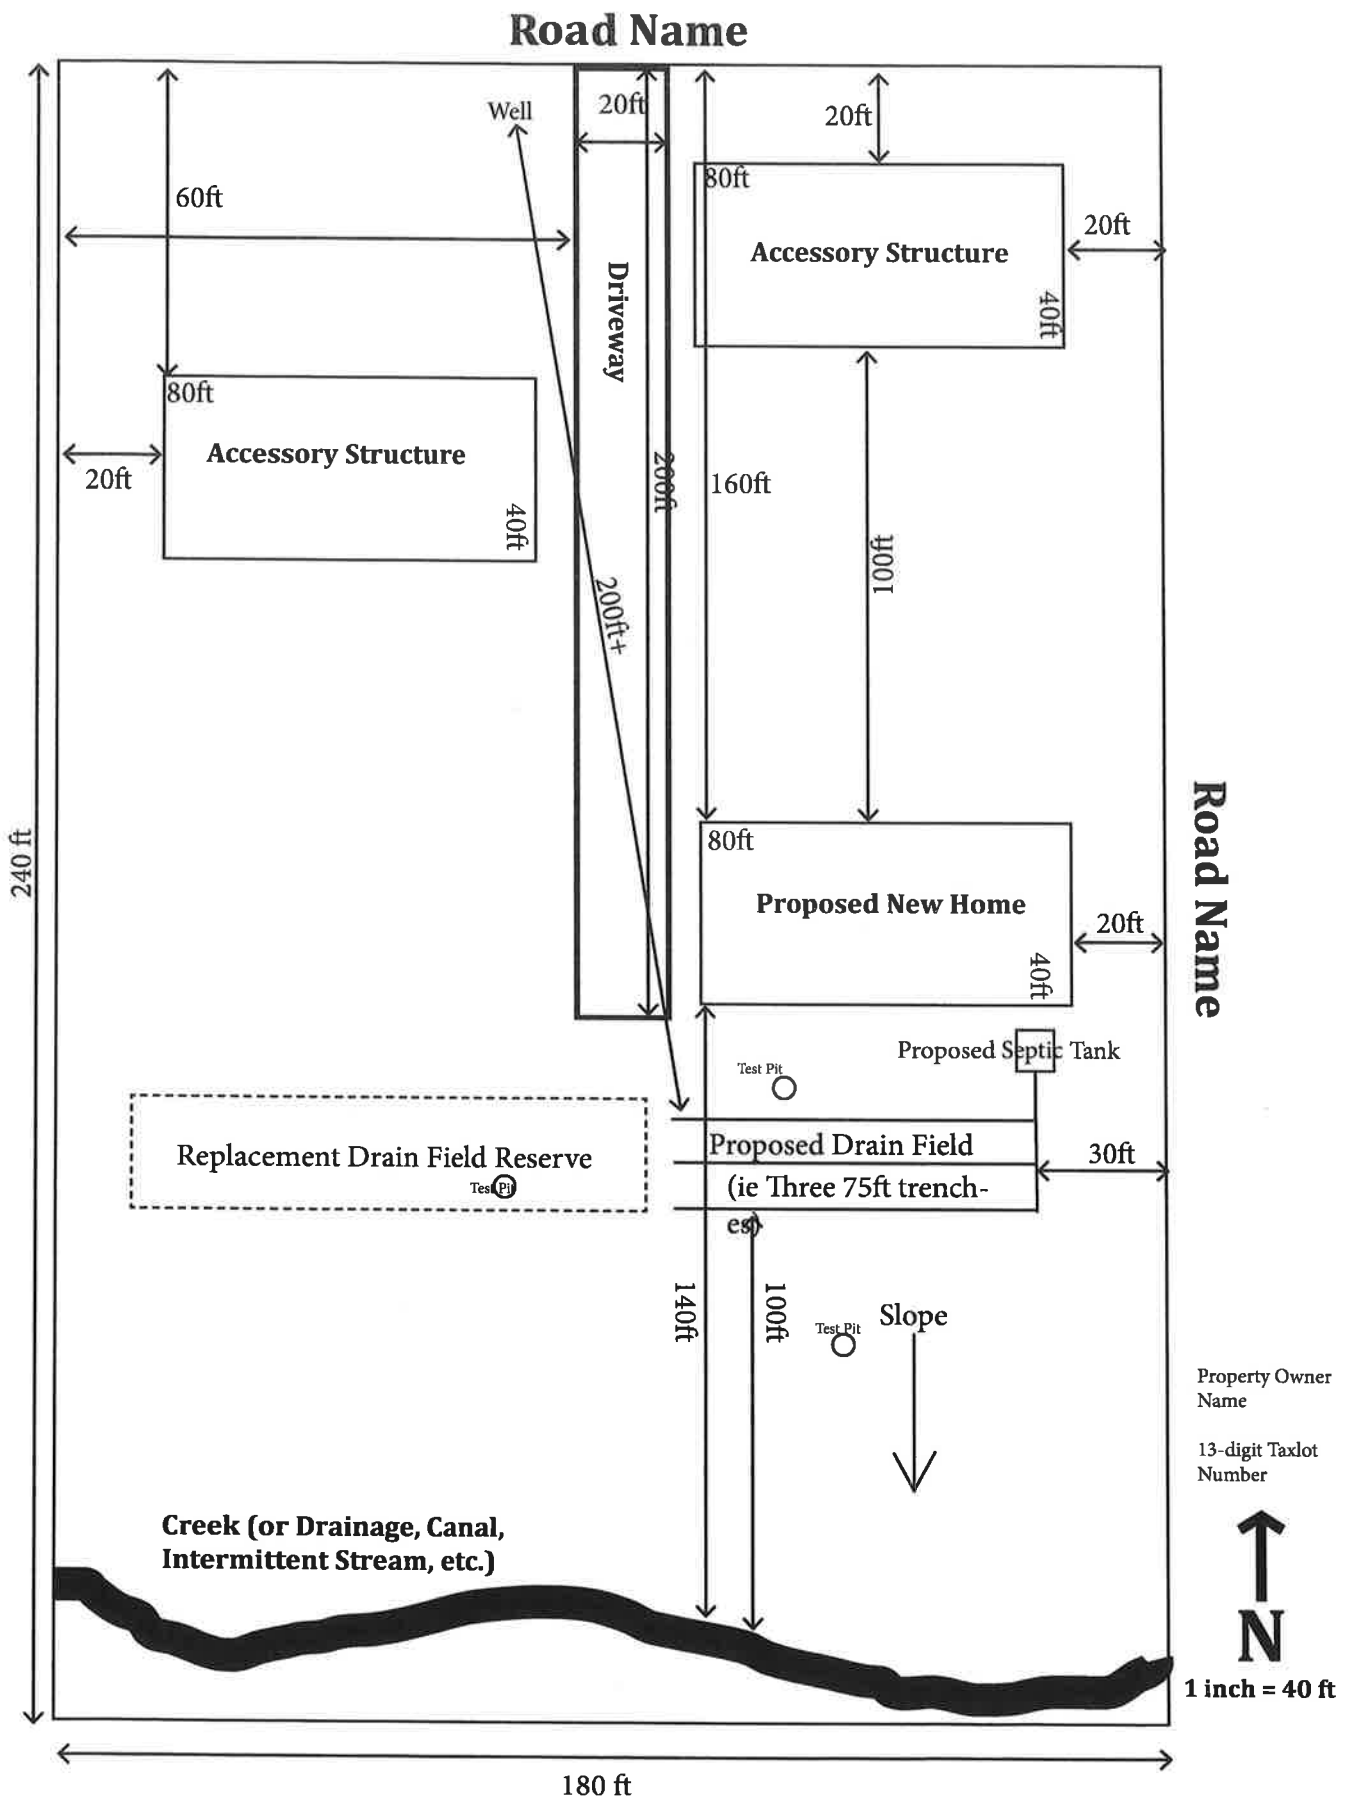 Road Name
Well
20ft
20ft
80ft
60ft
20ft
Accessory Structure
Driveway
40ft
80ft
Accessory Structure
20ft
200ft
160ft
40ft
100ft
200ft+
240 ft
80ft
Road Name
Proposed New Home
20ft
40ft
Proposed Septic Tank
Test Pit
Replacement Drain Field Reserve
Test Pit
Proposed Drain Field
(ie Three 75ft trench-
es)
30ft
140ft
100ft
Test Pit
Slope
Property Owner
Name
13-digit Taxlot
Number
Creek (or Drainage, Canal,
Intermittent Stream, etc.)
N
1 inch = 40 ft
180 ft